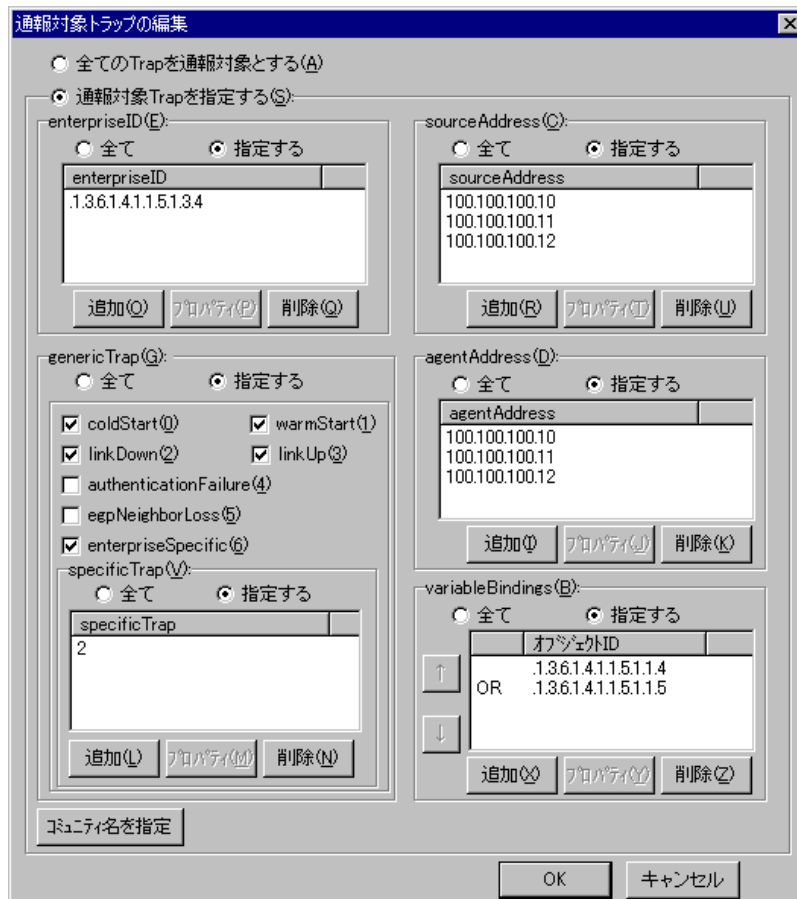 通報対象トラップの編集
全てのTrapを通報対象とする(A)
通報対象Trapを指定する(S):
enterpriseID(E):
全て 指定する
enterpriseID
.1.3.6.1.4.1.1.5.1.3.4
追加(O) プロパティ(P) 削除(Q)
sourceAddress(C):
全て 指定する
sourceAddress
100.100.100.10
100.100.100.11
100.100.100.12
追加(R) プロパティ(T) 削除(U)
genericTrap(G):
全て 指定する
coldStart(0) warmStart(1)
linkDown(2) linkUp(3)
authenticationFailure(4)
egpNeighborLoss(5)
enterpriseSpecific(6)
specificTrap(V):
全て 指定する
specificTrap
2
追加(L) プロパティ(M) 削除(N)
agentAddress(D):
全て 指定する
agentAddress
100.100.100.10
100.100.100.11
100.100.100.12
追加(I) プロパティ(J) 削除(K)
variableBindings(B):
全て 指定する
オブジェクトID
.1.3.6.1.4.1.1.5.1.1.4
OR .1.3.6.1.4.1.1.5.1.1.5
↑
↓
追加(X) プロパティ(Y) 削除(Z)
コミュニティ名を指定
OK キャンセル